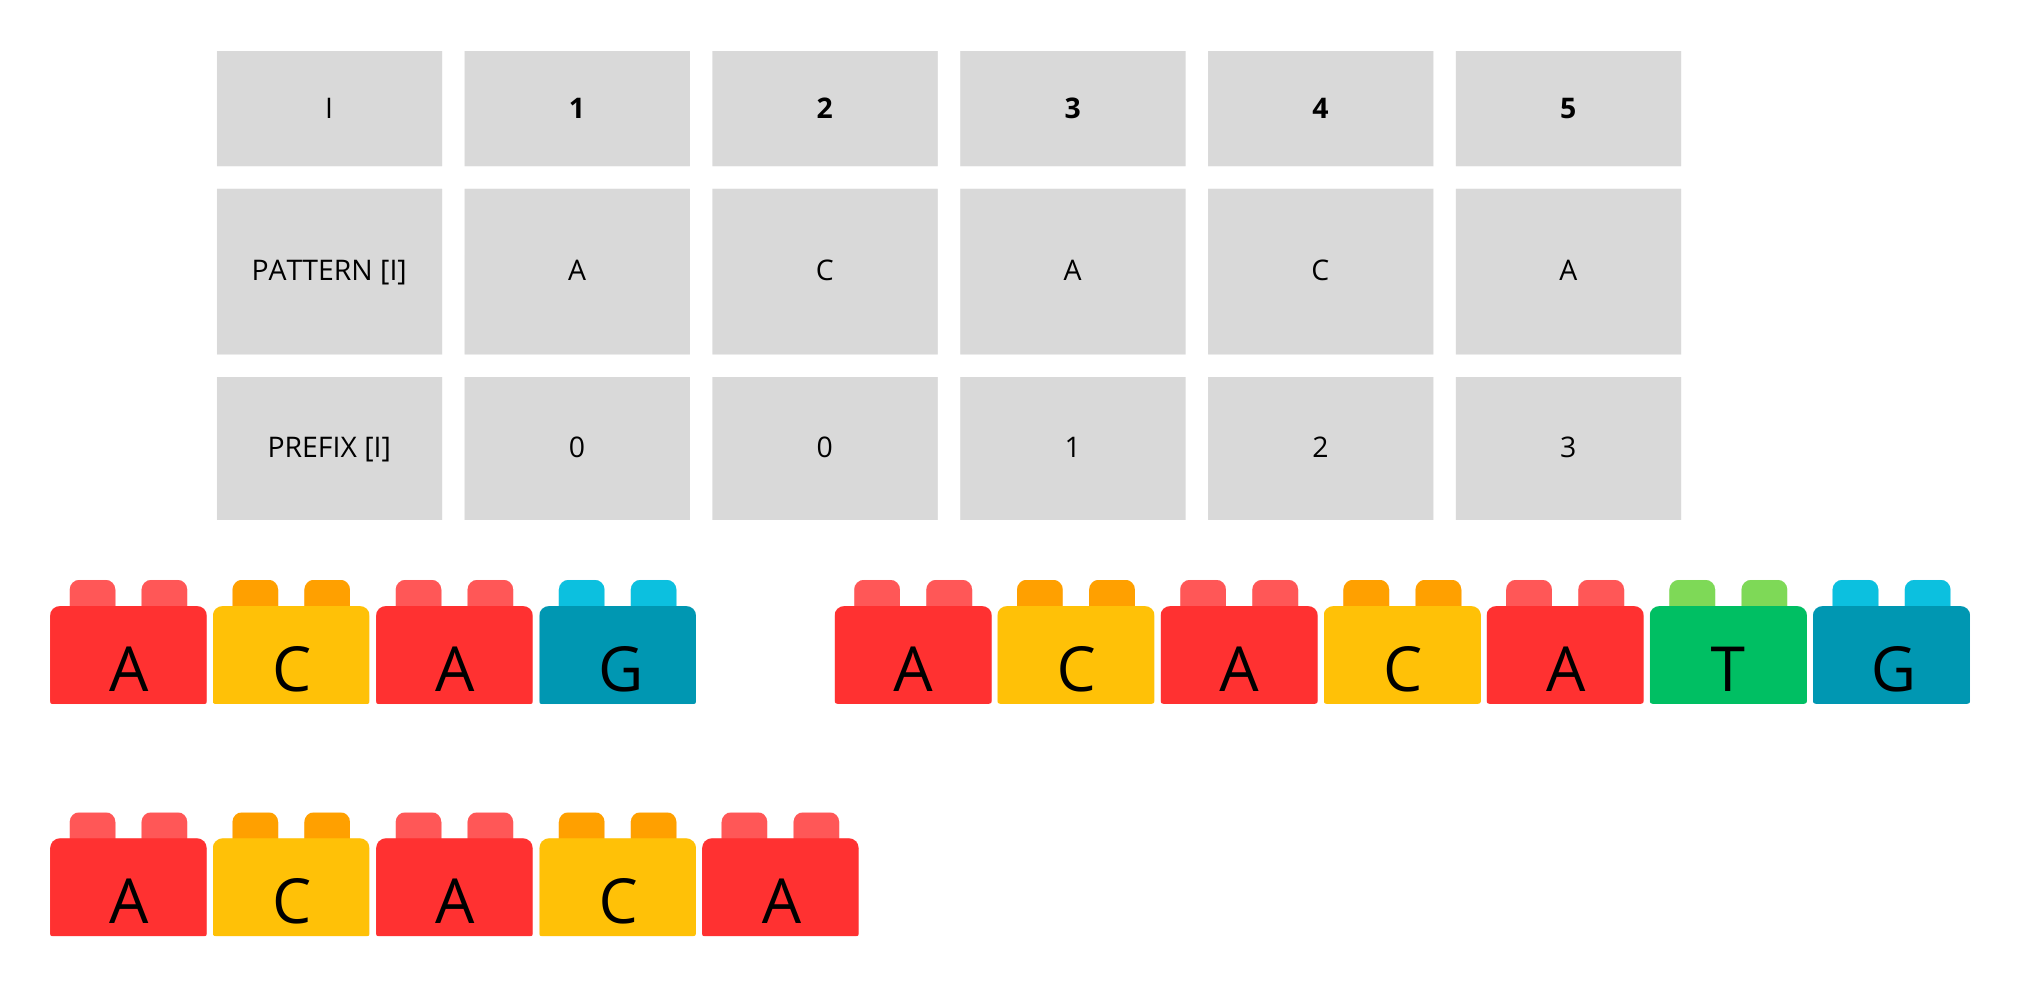 I 1 2 3 4 5
PATTERN [I] A C A C A
PREFIX [I] 0 0 1 2 3
A C A G A C A C A T G
A C A C A